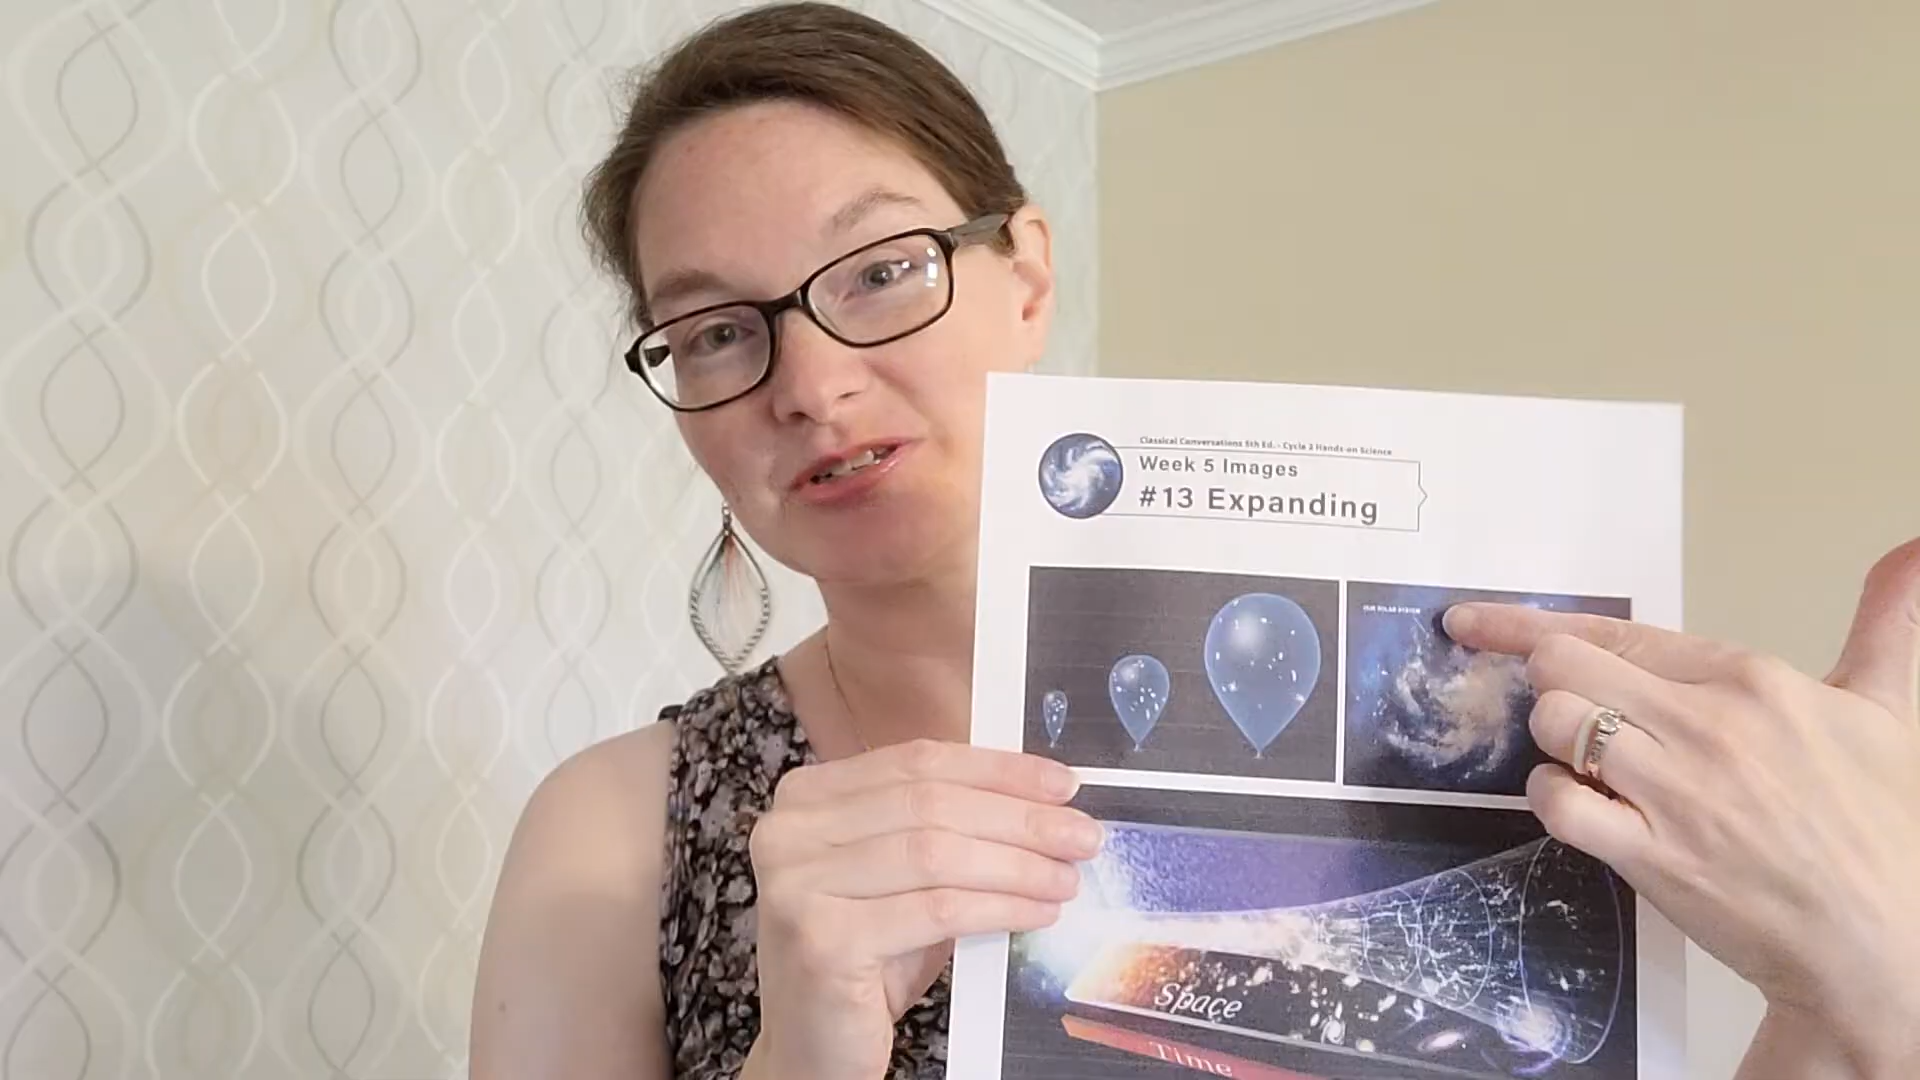 Classical Conversations 5th Ed. - Cycle 2 Hands-on Science
Week 5 Images
#13 Expanding
OUR SOLAR SYSTEM
Space
Time